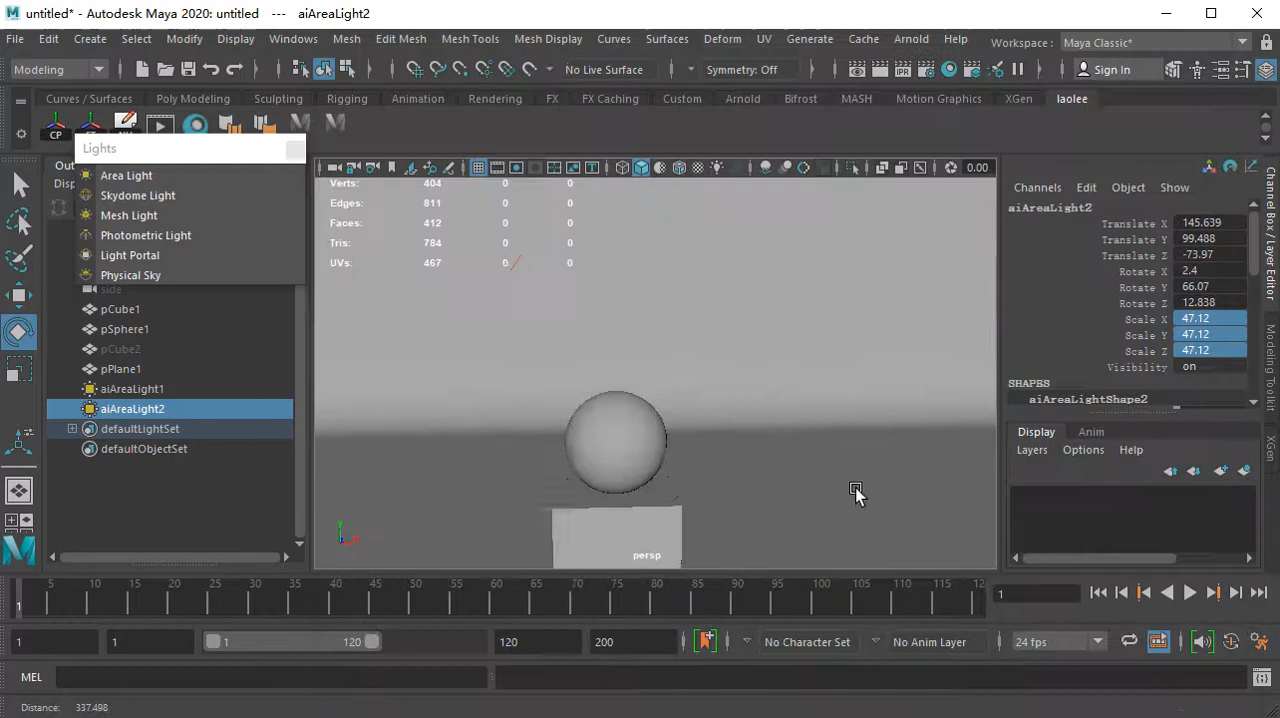 untitled* - Autodesk Maya 2020: untitled --- aiAreaLight2
File Edit Create Select Modify Display Windows Mesh Edit Mesh Mesh Tools Mesh Display Curves Surfaces Deform UV Generate Cache Arnold Help Workspace: Maya Classic*
Modeling No Live Surface Symmetry: Off Sign In
Curves / Surfaces Poly Modeling Sculpting Rigging Animation Rendering FX FX Caching Custom Arnold Bifrost MASH Motion Graphics XGen laolee
CP
Lights
Area Light
Skydome Light
Mesh Light
Photometric Light
Light Portal
Physical Sky
Out
Disp
side
pCube1
pSphere1
pCube2
pPlane1
aiAreaLight1
aiAreaLight2
defaultLightSet
defaultObjectSet
0.00
Verts: 404 0 0
Edges: 811 0 0
Faces: 412 0 0
Tris: 784 0 0
UVs: 467 0 0
persp
Channels Edit Object Show
aiAreaLight2
Translate X 145.639
Translate Y 99.488
Translate Z -73.97
Rotate X 2.4
Rotate Y 66.07
Rotate Z 12.838
Scale X 47.12
Scale Y 47.12
Scale Z 47.12
Visibility on
SHAPES
aiAreaLightShape2
Display Anim
Layers Options Help
Channel Box / Layer Editor
Modeling Toolkit
XGen
5 10 15 20 25 30 35 40 45 50 55 60 65 70 75 80 85 90 95 100 105 110 115 12
1
1
1 1 1 120 120 200 No Character Set No Anim Layer 24 fps
MEL
Distance: 337.498